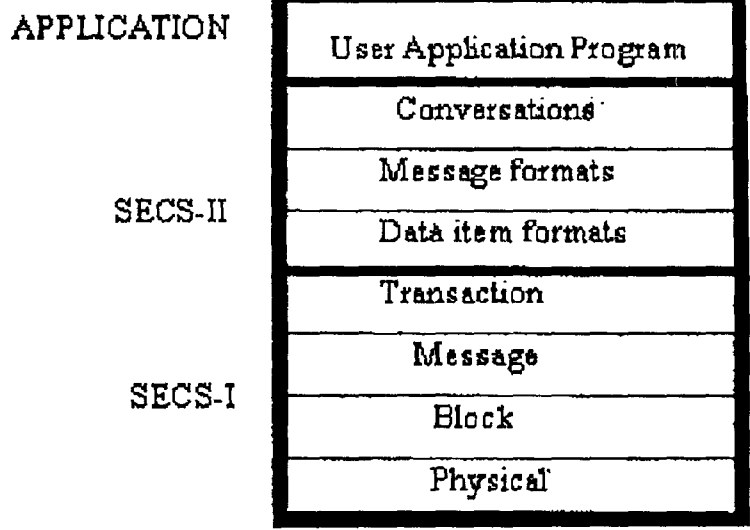 APPLICATION
User Application Program
Conversations
Message formats
SECS-II
Data item formats
Transaction
Message
SECS-I
Block
Physical